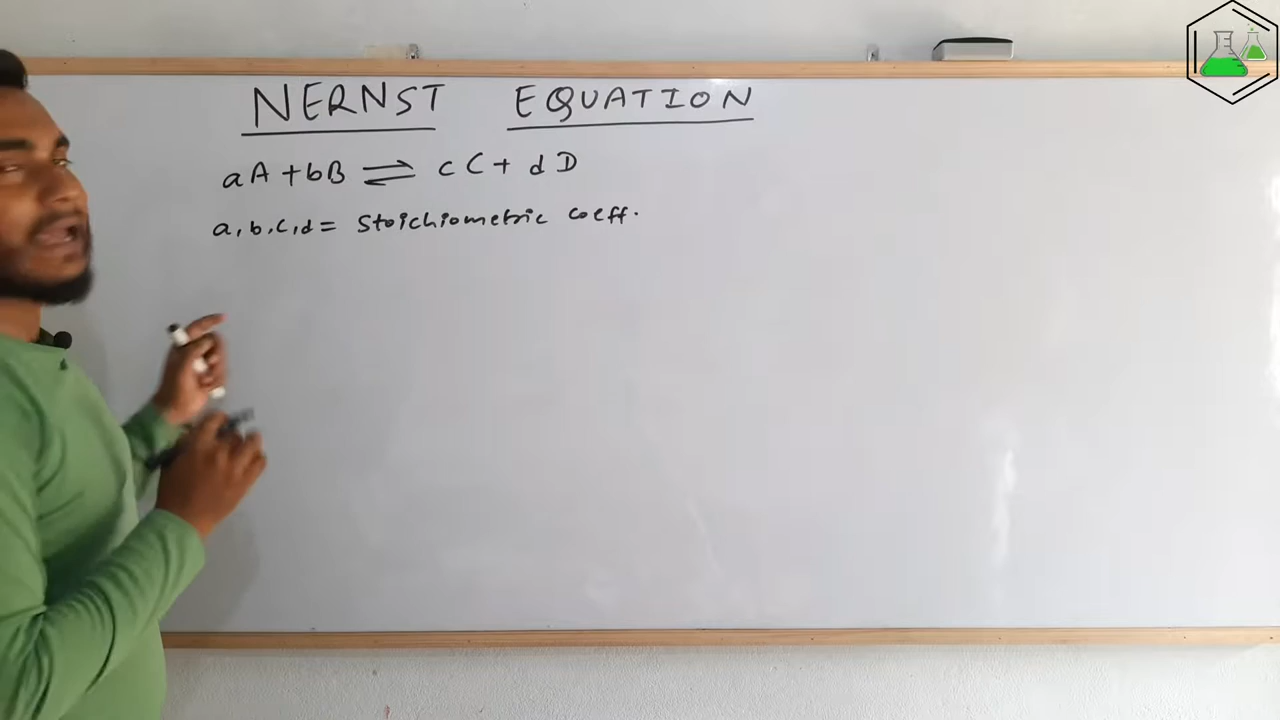 NERNST EQUATION
aA + bB ⇌ cC + dD
a, b, c, d = Stoichiometric coeff.